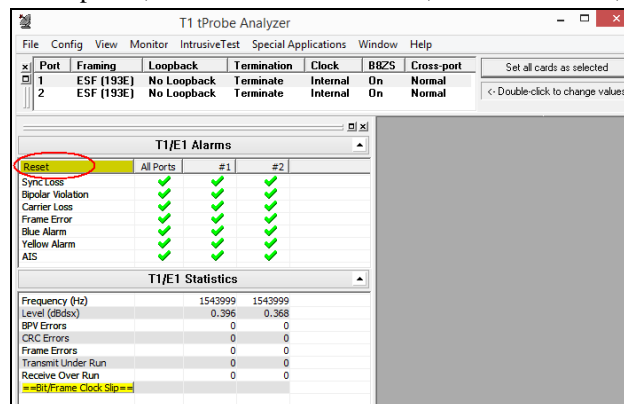 T1 tProbe Analyzer
File Config View Monitor IntrusiveTest Special Applications Window Help
Port Framing Loopback Termination Clock B8ZS Cross-port
1 ESF (193E) No Loopback Terminate Internal On Normal
2 ESF (193E) No Loopback Terminate Internal On Normal
Set all cards as selected
<- Double-click to change values
T1/E1 Alarms
Reset All Ports #1 #2
Sync Loss
Bipolar Violation
Carrier Loss
Frame Error
Blue Alarm
Yellow Alarm
AIS
T1/E1 Statistics
Frequency (Hz) 1543999 1543999
Level (dBdsx) 0.396 0.368
BPV Errors 0 0
CRC Errors 0 0
Frame Errors 0 0
Transmit Under Run 0 0
Receive Over Run 0 0
==Bit/Frame Clock Slip==